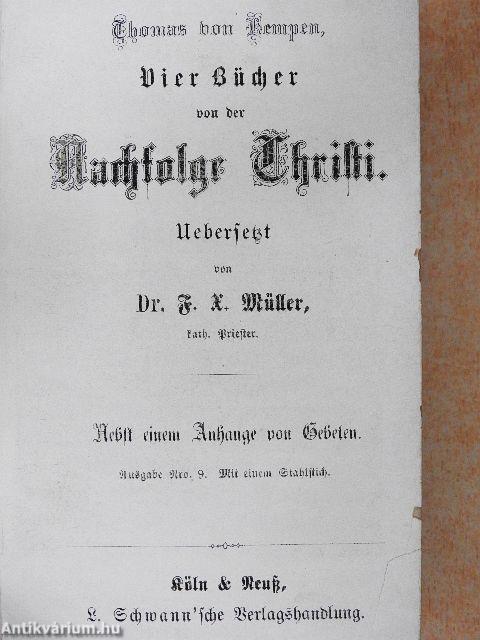 Thomas von Kempen,
Vier Bücher
von der
Nachfolge Christi.
Uebersetzt
von
Dr. F. X. Müller,
kath. Priester.
Nebst einem Anhange von Gebeten.
Ausgabe Nro. 9. Mit einem Stahlstich.
Köln & Neuß,
L. Schwann'sche Verlagshandlung.
Antikvárium.hu